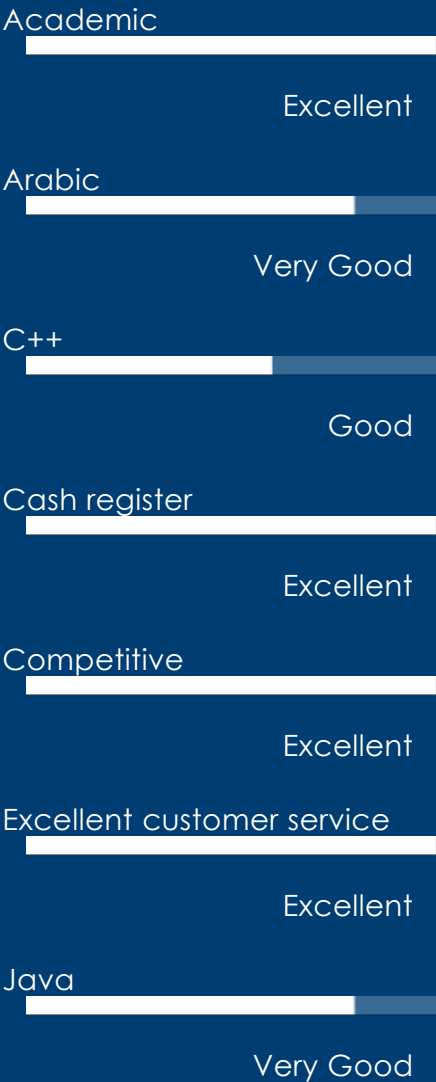 Academic
Excellent
Arabic
Very Good
C++
Good
Cash register
Excellent
Competitive
Excellent
Excellent customer service
Excellent
Java
Very Good